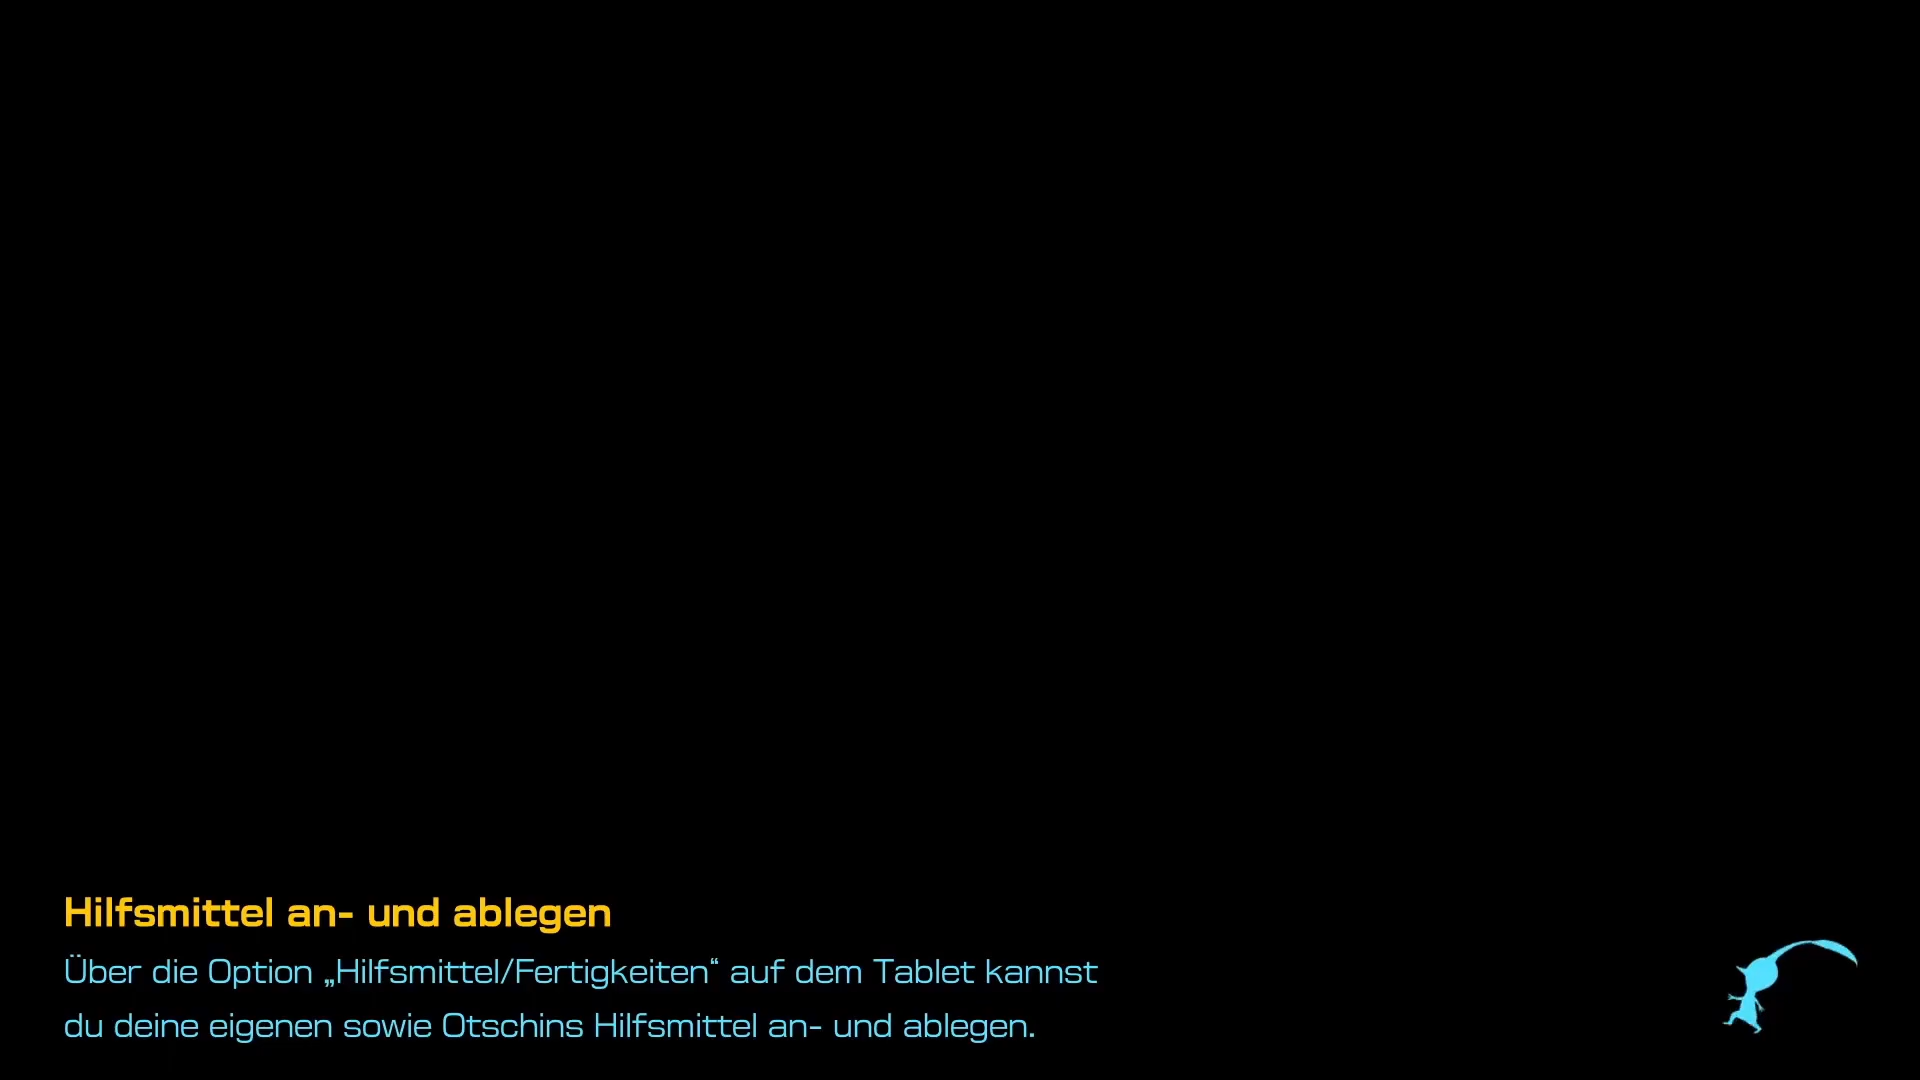 Hilfsmittel an- und ablegen
Über die Option „Hilfsmittel/Fertigkeiten“ auf dem Tablet kannst
du deine eigenen sowie Otschins Hilfsmittel an- und ablegen.